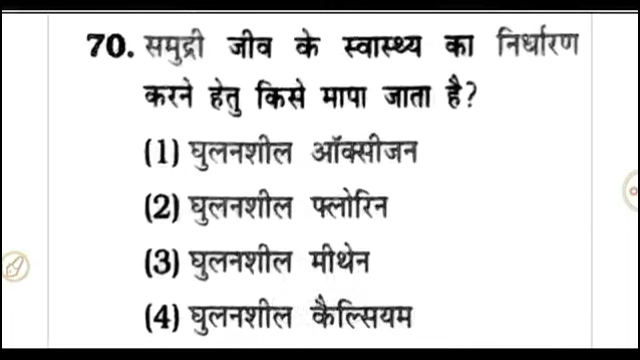 70. समुद्री जीव के स्वास्थ्य का निर्धारण
करने हेतु किसे मापा जाता है?
(1) घुलनशील ऑक्सीजन
(2) घुलनशील फ्लोरिन
(3) घुलनशील मीथेन
(4) घुलनशील कैल्सियम